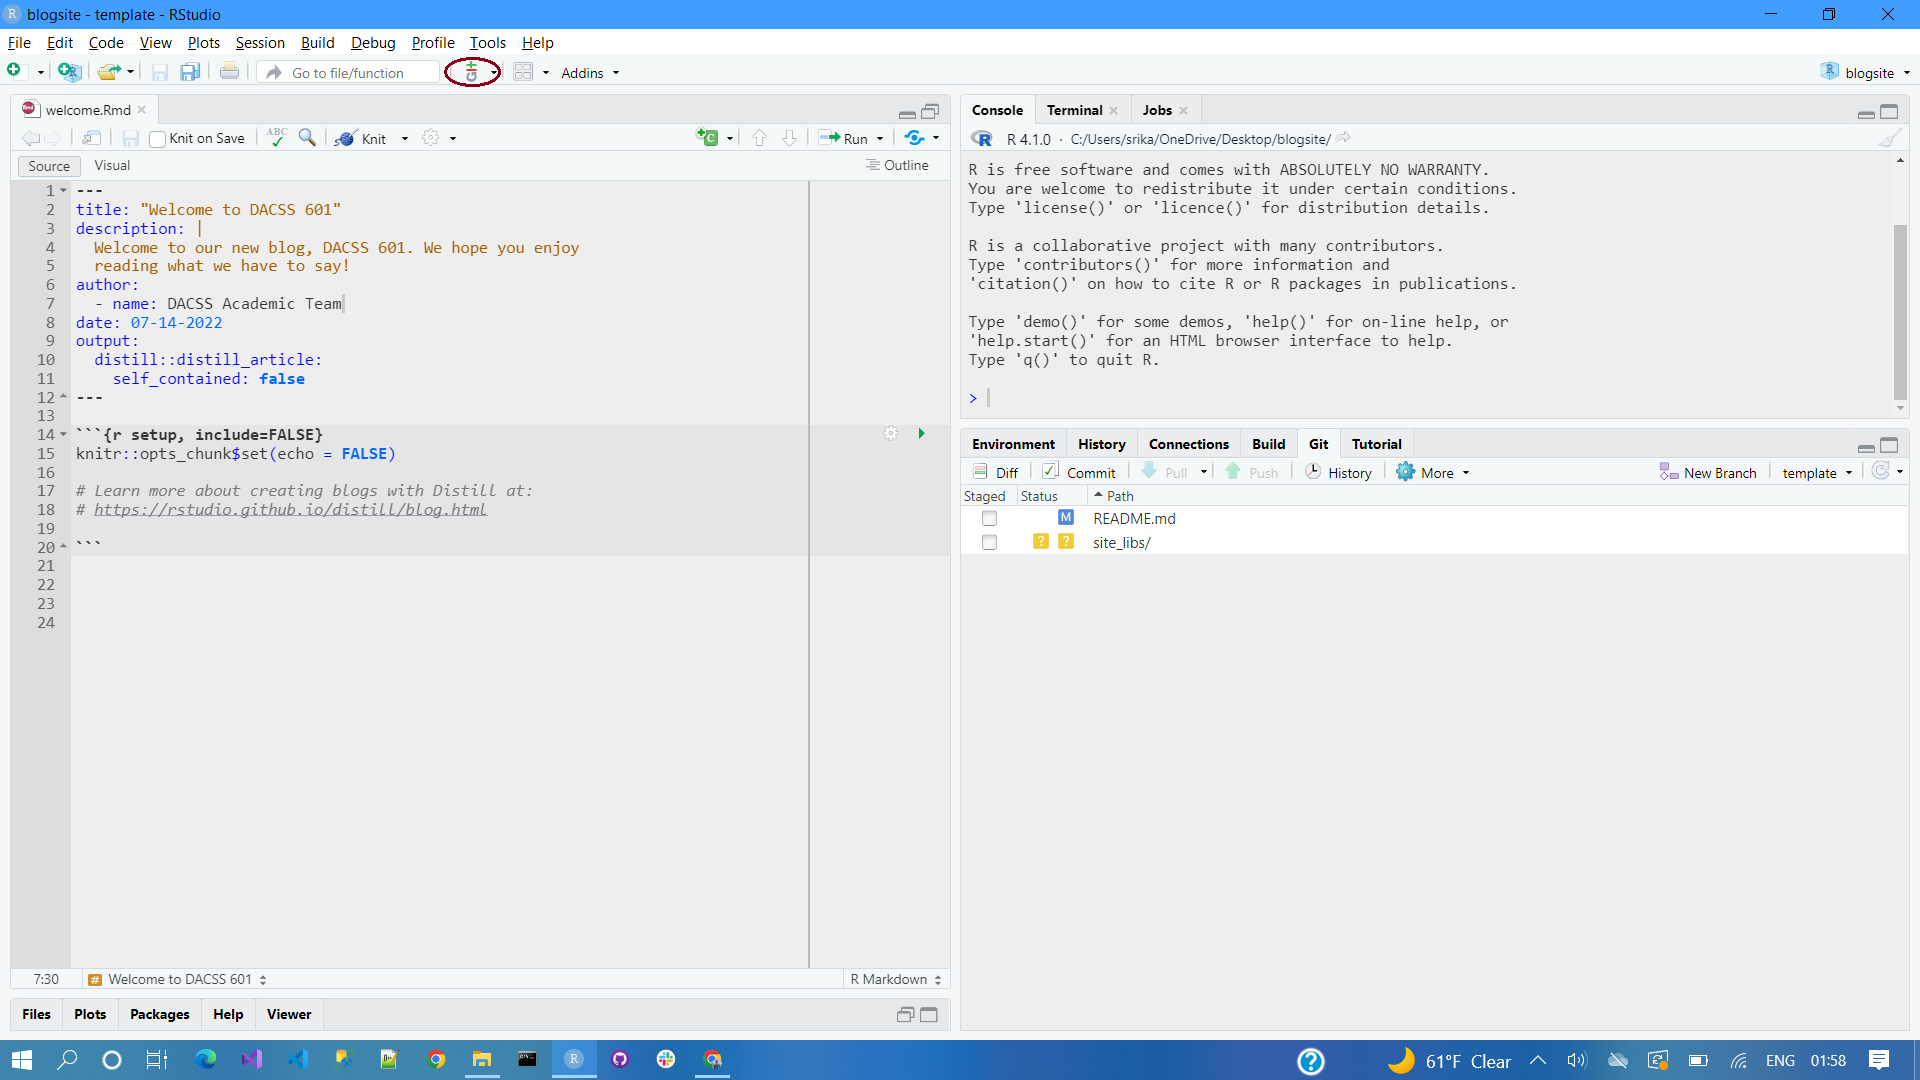 blogsite - template - RStudio
File Edit Code View Plots Session Build Debug Profile Tools Help
Go to file/function Git Addins blogsite
welcome.Rmd
Knit on Save ABC Knit Run
Source Visual Outline
1 ---
2 title: "Welcome to DACSS 601"
3 description: |
4 Welcome to our new blog, DACSS 601. We hope you enjoy
5 reading what we have to say!
6 author:
7 - name: DACSS Academic Team
8 date: 07-14-2022
9 output:
10 distill::distill_article:
11 self_contained: false
12 ---
13
14 ```{r setup, include=FALSE}
15 knitr::opts_chunk$set(echo = FALSE)
16
17 # Learn more about creating blogs with Distill at:
18 # https://rstudio.github.io/distill/blog.html
19
20 ```
21
22
23
24
7:30 # Welcome to DACSS 601 R Markdown
Files Plots Packages Help Viewer
Console Terminal Jobs
R 4.1.0 · C:/Users/srika/OneDrive/Desktop/blogsite/
R is free software and comes with ABSOLUTELY NO WARRANTY.
You are welcome to redistribute it under certain conditions.
Type 'license()' or 'licence()' for distribution details.
R is a collaborative project with many contributors.
Type 'contributors()' for more information and
'citation()' on how to cite R or R packages in publications.
Type 'demo()' for some demos, 'help()' for on-line help, or
'help.start()' for an HTML browser interface to help.
Type 'q()' to quit R.
>
Environment History Connections Build Git Tutorial
Diff Commit Pull Push History More New Branch template
Staged Status Path
M README.md
? ? site_libs/
61°F Clear ENG 01:58